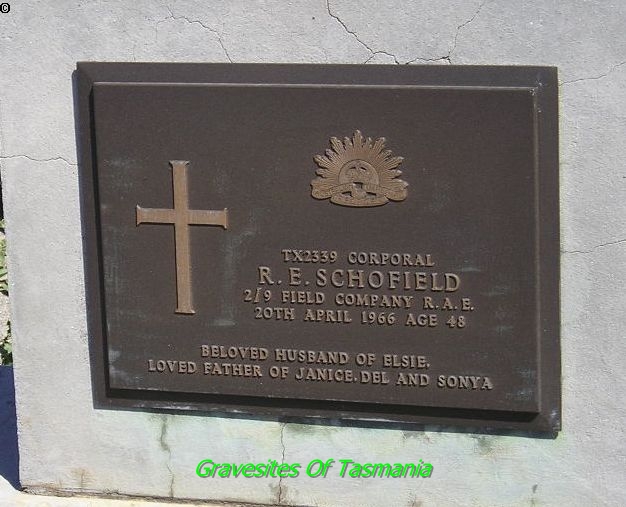 ©
TX2339 CORPORAL
R. E. SCHOFIELD
2/9 FIELD COMPANY R.A.E.
20TH APRIL 1966 AGE 48
BELOVED HUSBAND OF ELSIE.
LOVED FATHER OF JANICE. DEL AND SONYA
Gravesites Of Tasmania